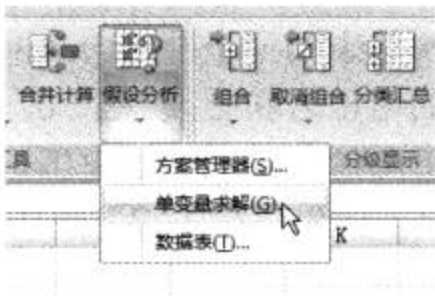 合并计算 假设分析 组合 取消组合 分类汇总
具 分级显示
方案管理器(S)...
单变量求解(G)...
K
数据表(T)...